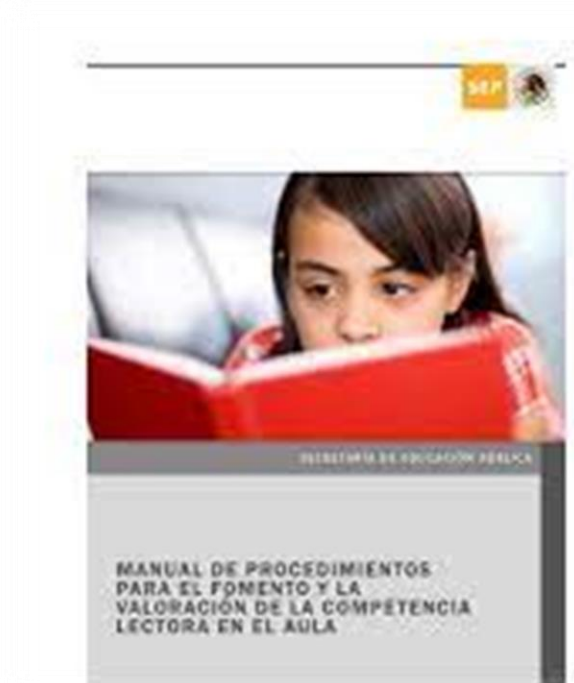 SEP
SECRETARÍA DE EDUCACIÓN PÚBLICA
MANUAL DE PROCEDIMIENTOS
PARA EL FOMENTO Y LA
VALORACIÓN DE LA COMPETENCIA
LECTORA EN EL AULA